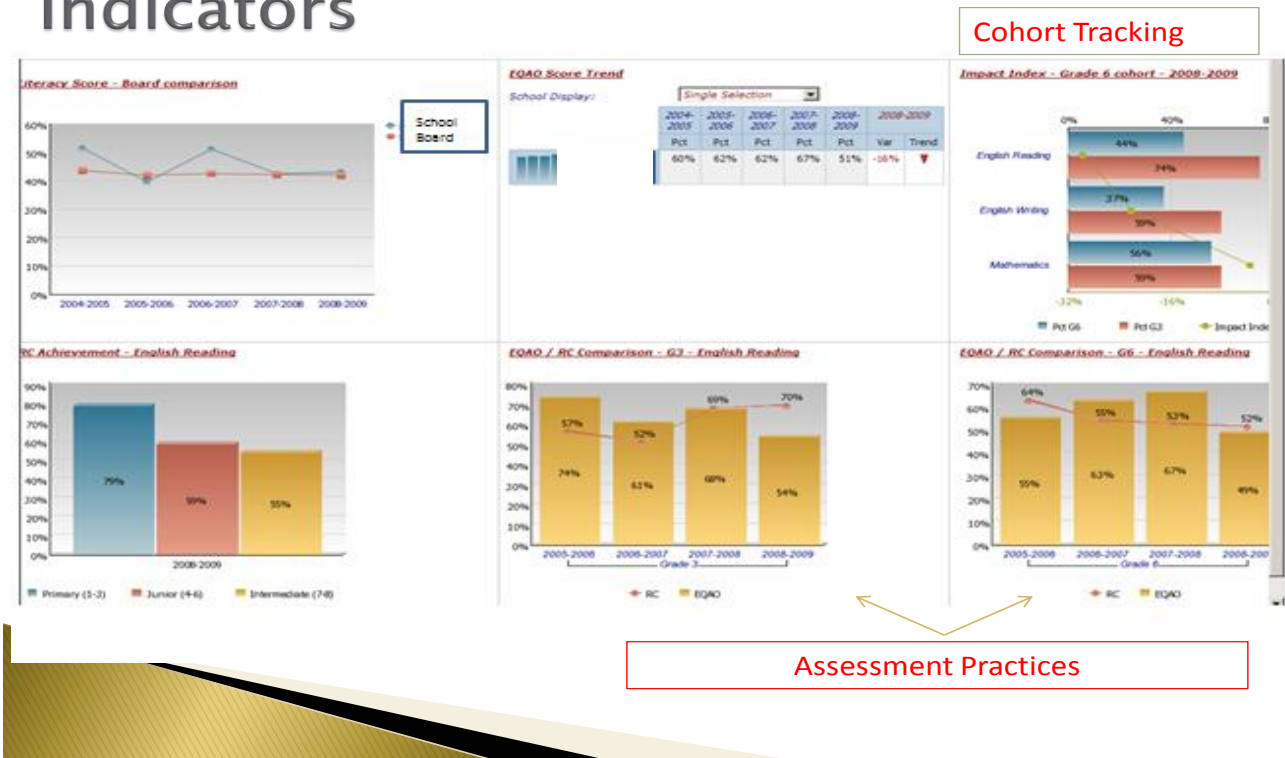 Indicators
Cohort Tracking
Literacy Score - Board comparison
School
Board
60%
50%
40%
30%
20%
10%
0%
2004-2005 2005-2006 2006-2007 2007-2008 2008-2009
EQAO Score Trend
School Display: Single Selection
2004-2005 2005-2006 2006-2007 2007-2008 2008-2009 2008-2009
Pct Pct Pct Pct Pct Var Trend
60% 62% 62% 67% 51% -16%
Impact Index - Grade 6 cohort - 2008-2009
0% 40% 8
English Reading 44%
74%
English Writing 37%
59%
Mathematics 56%
59%
-32% -16%
Pct G6 Pct G3 Impact Inde
RC Achievement - English Reading
90%
80%
70%
60%
50%
40%
30%
20%
10%
0%
79% 59% 55%
2008-2009
Primary (1-3) Junior (4-6) Intermediate (7-8)
EQAO / RC Comparison - G3 - English Reading
80%
70%
60%
50%
40%
30%
20%
10%
0%
57% 52% 69% 70%
74% 61% 68% 54%
2005-2006 2006-2007 2007-2008 2008-2009
Grade 3
RC EQAO
EQAO / RC Comparison - G6 - English Reading
70%
60%
50%
40%
30%
20%
10%
0%
64% 55% 53% 52%
55% 63% 67% 49%
2005-2006 2006-2007 2007-2008 2008-200
Grade 6
RC EQAO
Assessment Practices